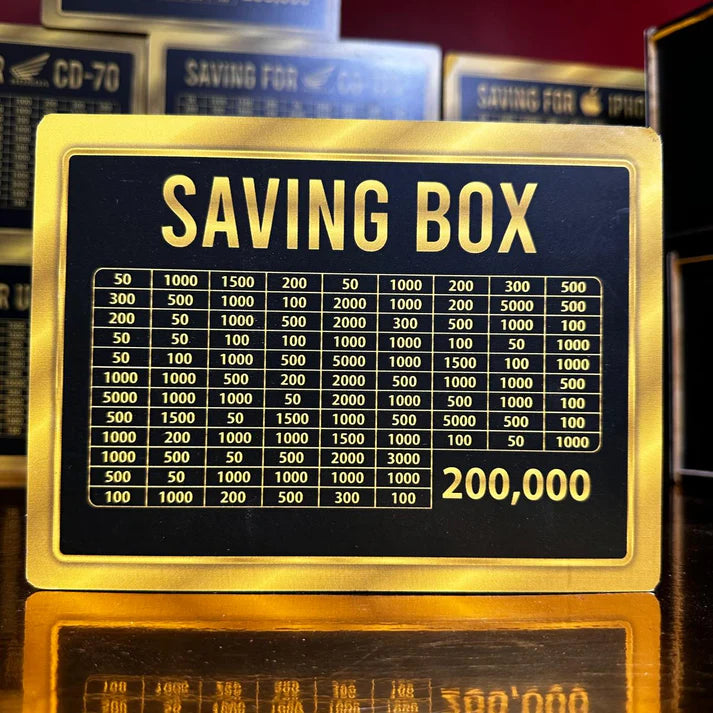 CD-70
SAVING FOR
SAVING FOR IPHO
SAVING BOX
50 1000 1500 200 50 1000 200 300 500
300 500 1000 100 2000 1000 200 5000 500
200 50 1000 500 2000 300 500 1000 100
50 50 100 100 1000 1000 100 50 1000
50 100 1000 500 5000 1000 1500 100 1000
1000 1000 500 200 2000 500 1000 1000 500
5000 1000 1000 50 2000 1000 500 1000 100
500 1500 50 1500 1000 500 5000 500 100
1000 200 1000 1000 1500 1000 100 50 1000
1000 500 50 500 2000 3000
500 50 1000 1000 1000 1000
100 1000 200 500 300 100
200,000